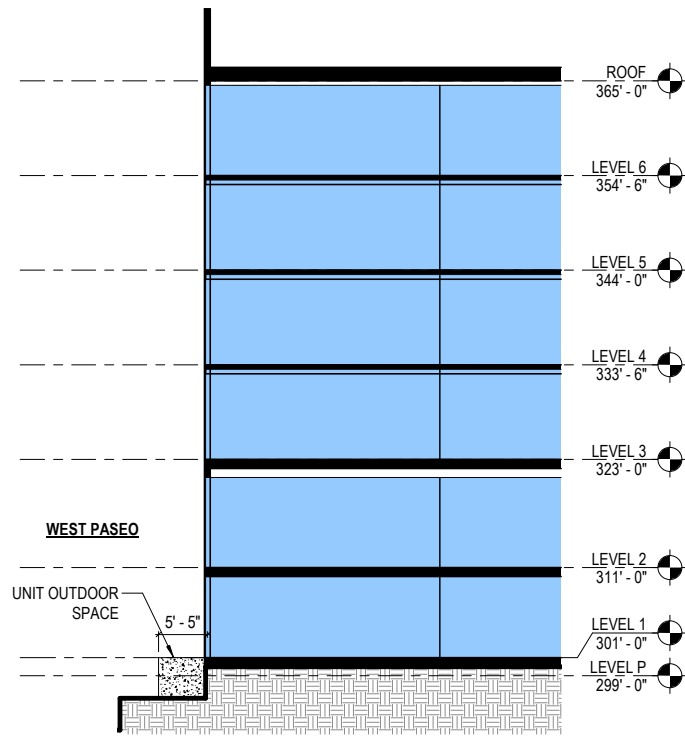 ROOF
365' - 0"
LEVEL 6
354' - 6"
LEVEL 5
344' - 0"
LEVEL 4
333' - 6"
LEVEL 3
323' - 0"
WEST PASEO
LEVEL 2
311' - 0"
UNIT OUTDOOR
SPACE
5' - 5"
LEVEL 1
301' - 0"
LEVEL P
299' - 0"